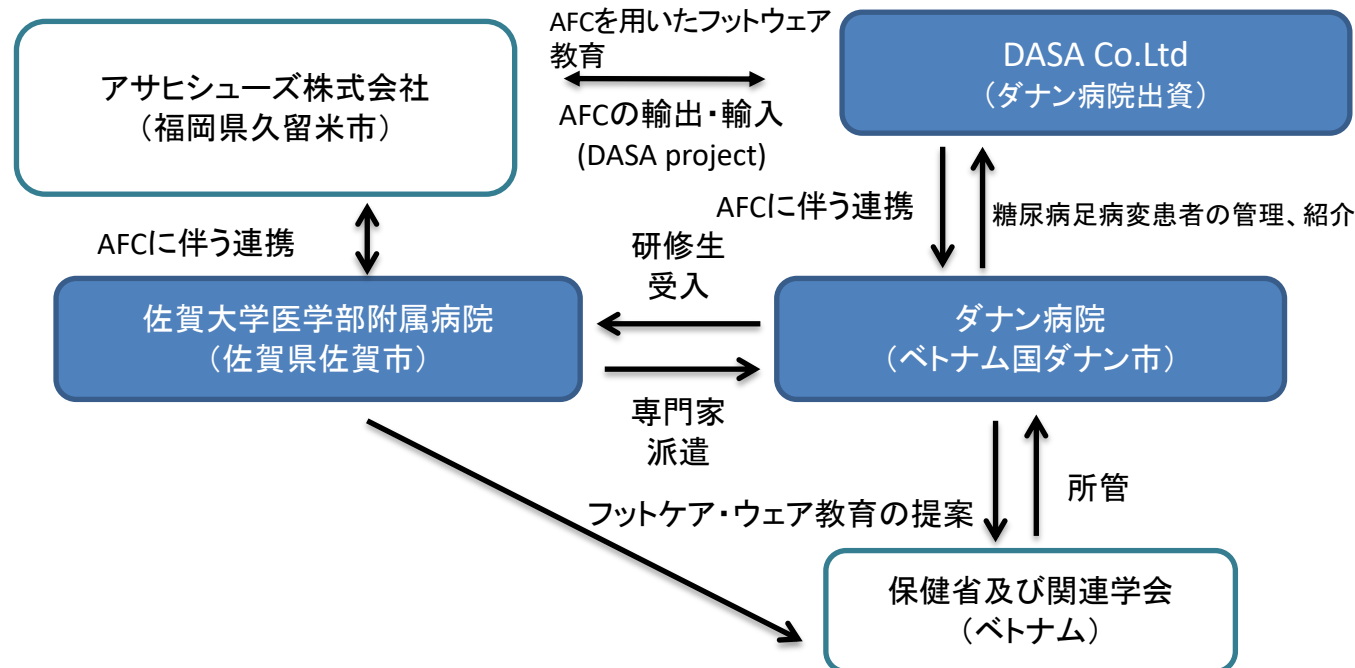 アサヒシューズ株式会社
（福岡県久留米市）
AFCを用いたフットウェア
教育
AFCの輸出・輸入
(DASA project)
DASA Co.Ltd
（ダナン病院出資）
AFCに伴う連携
AFCに伴う連携
糖尿病足病変患者の管理、紹介
研修生
受入
佐賀大学医学部附属病院
（佐賀県佐賀市）
ダナン病院
（ベトナム国ダナン市）
専門家
派遣
フットケア・ウェア教育の提案
所管
保健省及び関連学会
（ベトナム）